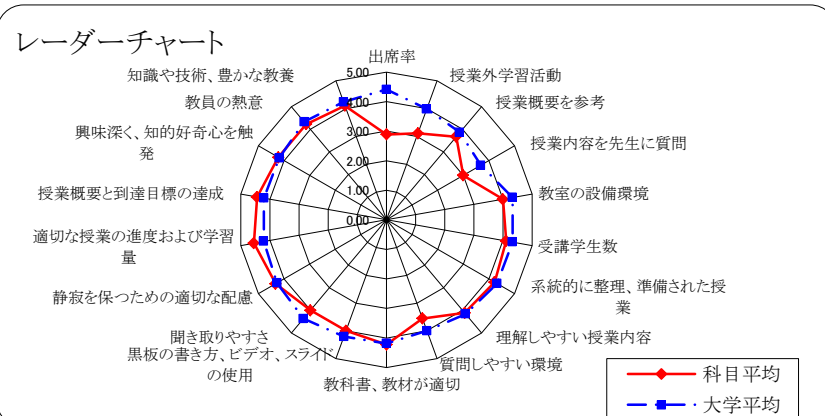 レーダーチャート
出席率
授業外学習活動
授業概要を参考
授業内容を先生に質問
教室の設備環境
受講学生数
系統的に整理、準備された授
業
理解しやすい授業内容
質問しやすい環境
教科書、教材が適切
黒板の書き方、ビデオ、スライド
の使用
聞き取りやすさ
静寂を保つための適切な配慮
適切な授業の進度および学習
量
授業概要と到達目標の達成
興味深く、知的好奇心を触
発
教員の熱意
知識や技術、豊かな教養
5.00
4.00
3.00
2.00
1.00
0.00
科目平均
大学平均